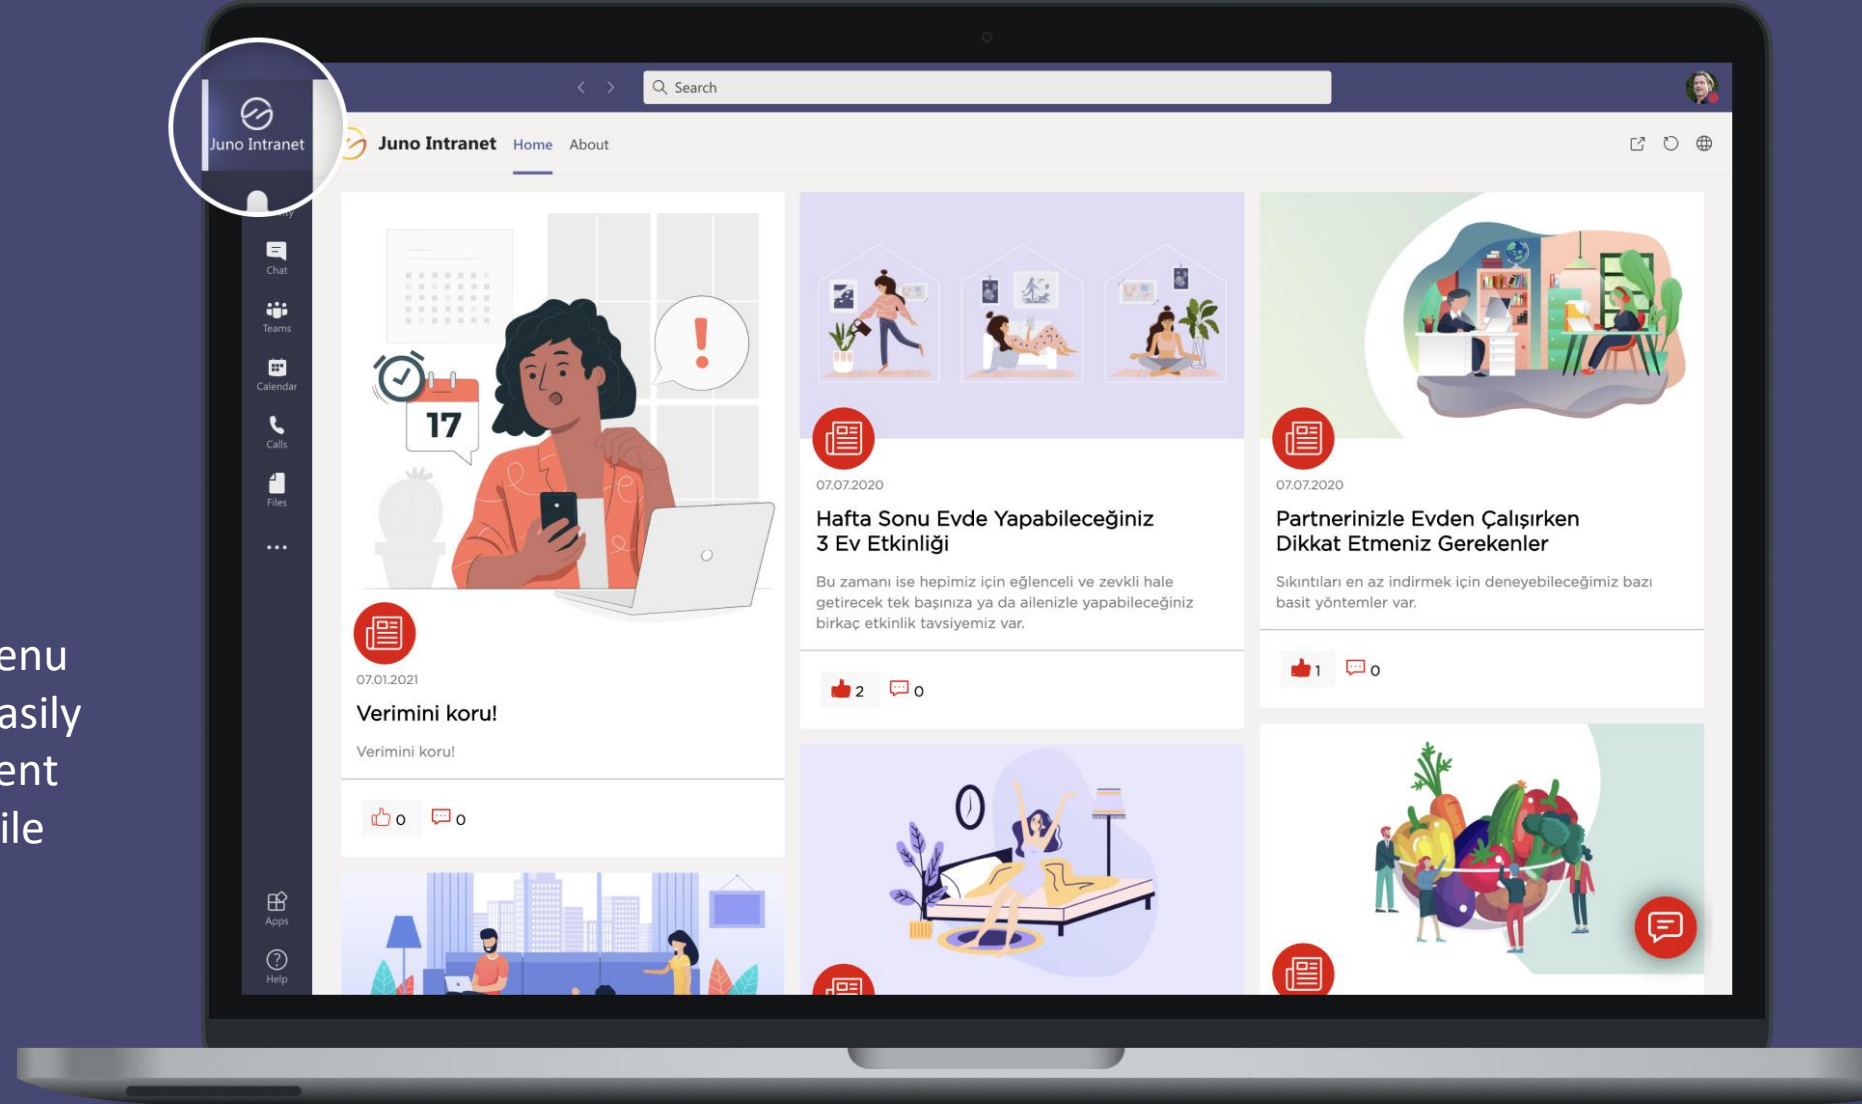 Juno Intranet
Search
Juno Intranet
Home
About
Chat
Teams
Calendar
Calls
Files
Apps
Help
17
07.01.2021
Verimini koru!
Verimini koru!
0
0
07.07.2020
Hafta Sonu Evde Yapabileceğiniz
3 Ev Etkinliği
Bu zamanı ise hepimiz için eğlenceli ve zevkli hale
getirecek tek başınıza ya da ailenizle yapabileceğiniz
birkaç etkinlik tavsiyemiz var.
2
0
07.07.2020
Partnerinizle Evden Çalışırken
Dikkat Etmeniz Gerekenler
Sıkıntıları en az indirmek için deneyebileceğimiz bazı
basit yöntemler var.
1
0